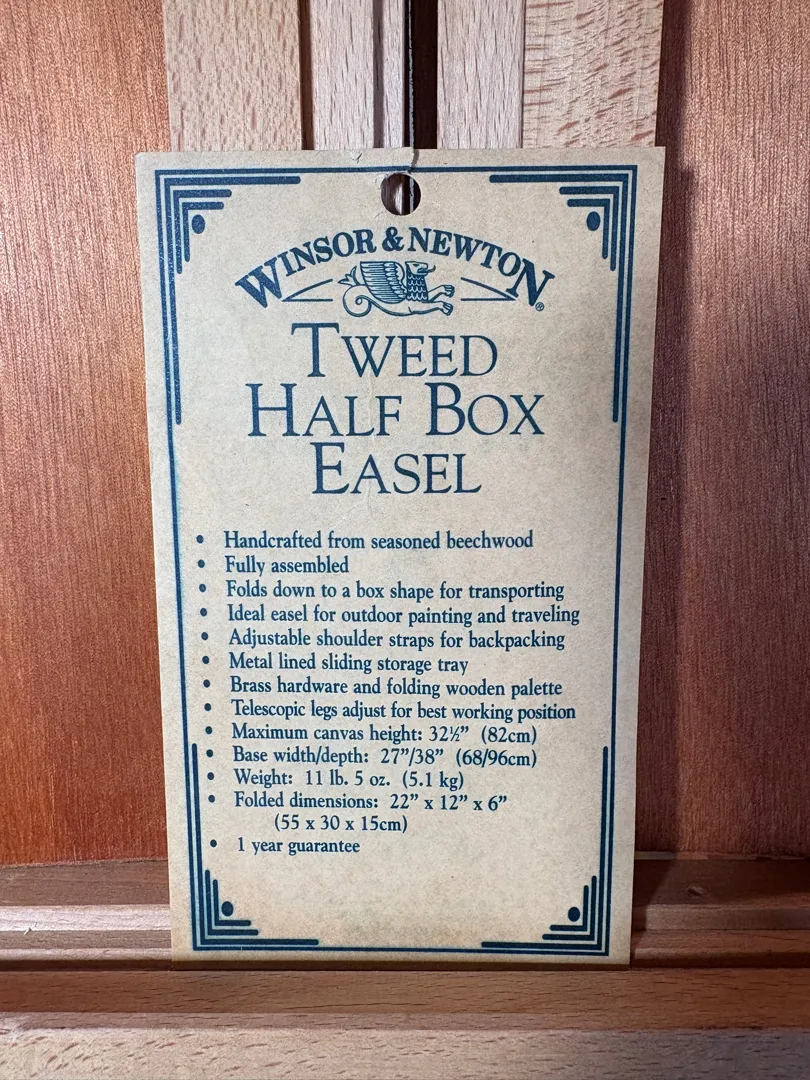 WINSOR & NEWTON®
TWEED
HALF BOX
EASEL
• Handcrafted from seasoned beechwood
• Fully assembled
• Folds down to a box shape for transporting
• Ideal easel for outdoor painting and traveling
• Adjustable shoulder straps for backpacking
• Metal lined sliding storage tray
• Brass hardware and folding wooden palette
• Telescopic legs adjust for best working position
• Maximum canvas height: 32½” (82cm)
• Base width/depth: 27”/38” (68/96cm)
• Weight: 11 lb. 5 oz. (5.1 kg)
• Folded dimensions: 22” x 12” x 6”
(55 x 30 x 15cm)
• 1 year guarantee